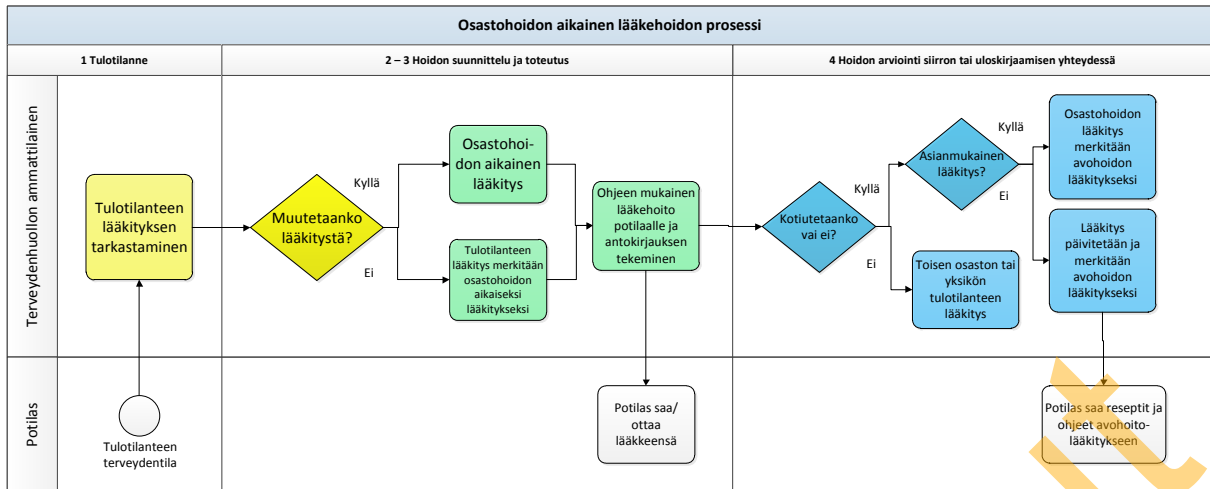 Osastohoidon aikainen lääkehoidon prosessi
1 Tulotilanne
2 – 3 Hoidon suunnittelu ja toteutus
4 Hoidon arviointi siirron tai uloskirjaamisen yhteydessä
Terveydenhuollon ammattilainen
Tulotilanteen
lääkityksen
tarkastaminen
Muutetaanko
lääkitystä?
Kyllä
Ei
Osastohoi-
don aikainen
lääkitys
Tulotilanteen
lääkitys merkitään
osastohoidon
aikaiseksi
lääkitykseksi
Ohjeen mukainen
lääkehoito
potilaalle ja
antokirjauksen
tekeminen
Kotiutetaanko
vai ei?
Kyllä
Ei
Asianmukainen
lääkitys?
Kyllä
Ei
Toisen osaston tai
yksikön
tulotilanteen
lääkitys
Osastohoidon
lääkitys
merkitään
avohoidon
lääkitykseksi
Lääkitys
päivitetään ja
merkitään
avohoidon
lääkitykseksi
Potilas
Tulotilanteen
terveydentila
Potilas saa/
ottaa
lääkkeensä
Potilas saa reseptit ja
ohjeet avohoito-
lääkitykseen